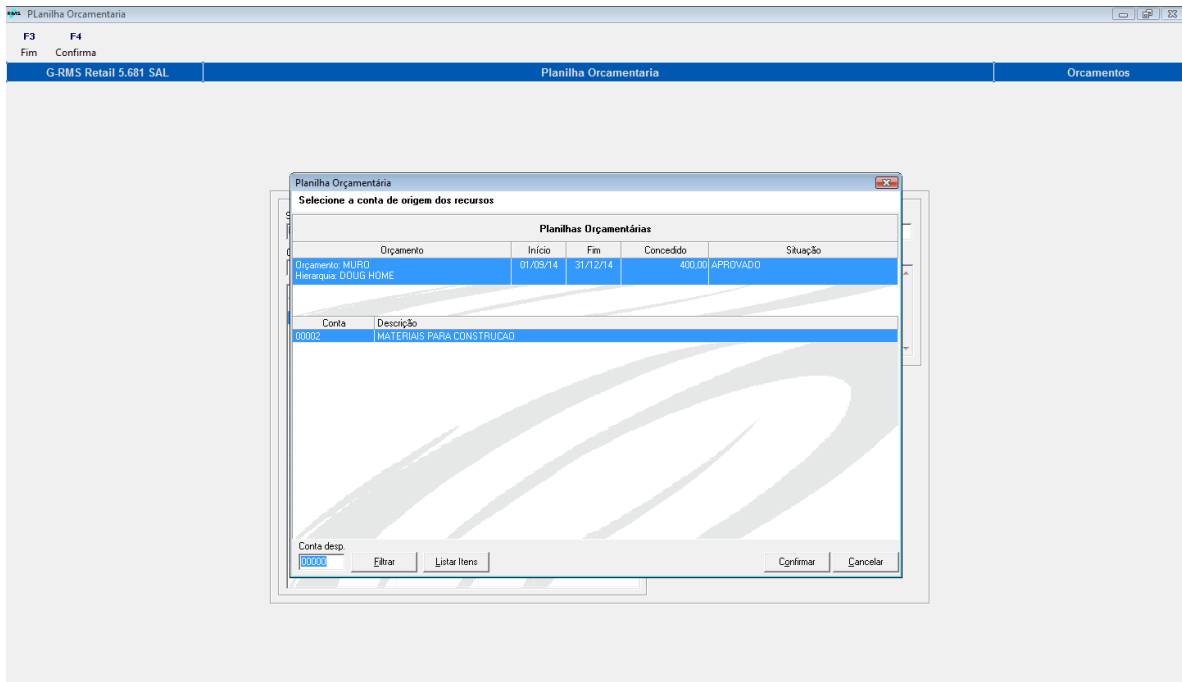 PLanilha Orcamentaria
F3 F4
Fim Confirma
G-RMS Retail 5.681 SAL Planilha Orcamentaria Orcamentos
Planilha Orçamentária
Selecione a conta de origem dos recursos
Planilhas Orçamentárias
Orçamento Início Fim Concedido Situação
Orçamento: MURO 01/09/14 31/12/14 400,00 APROVADO
Hierarquia: DOUG HOME
Conta Descrição
00002 MATERIAIS PARA CONSTRUCAO
Conta desp.
00000 Filtrar Listar Itens Confirmar Cancelar